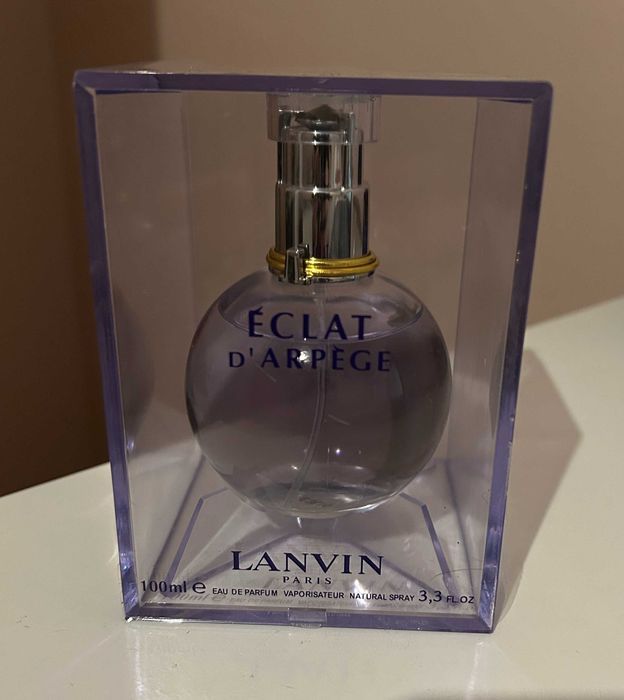 ÉCLAT
D'ARPÈGE
LANVIN
PARIS
100ml e EAU DE PARFUM VAPORISATEUR NATURAL SPRAY 3,3 FL.OZ